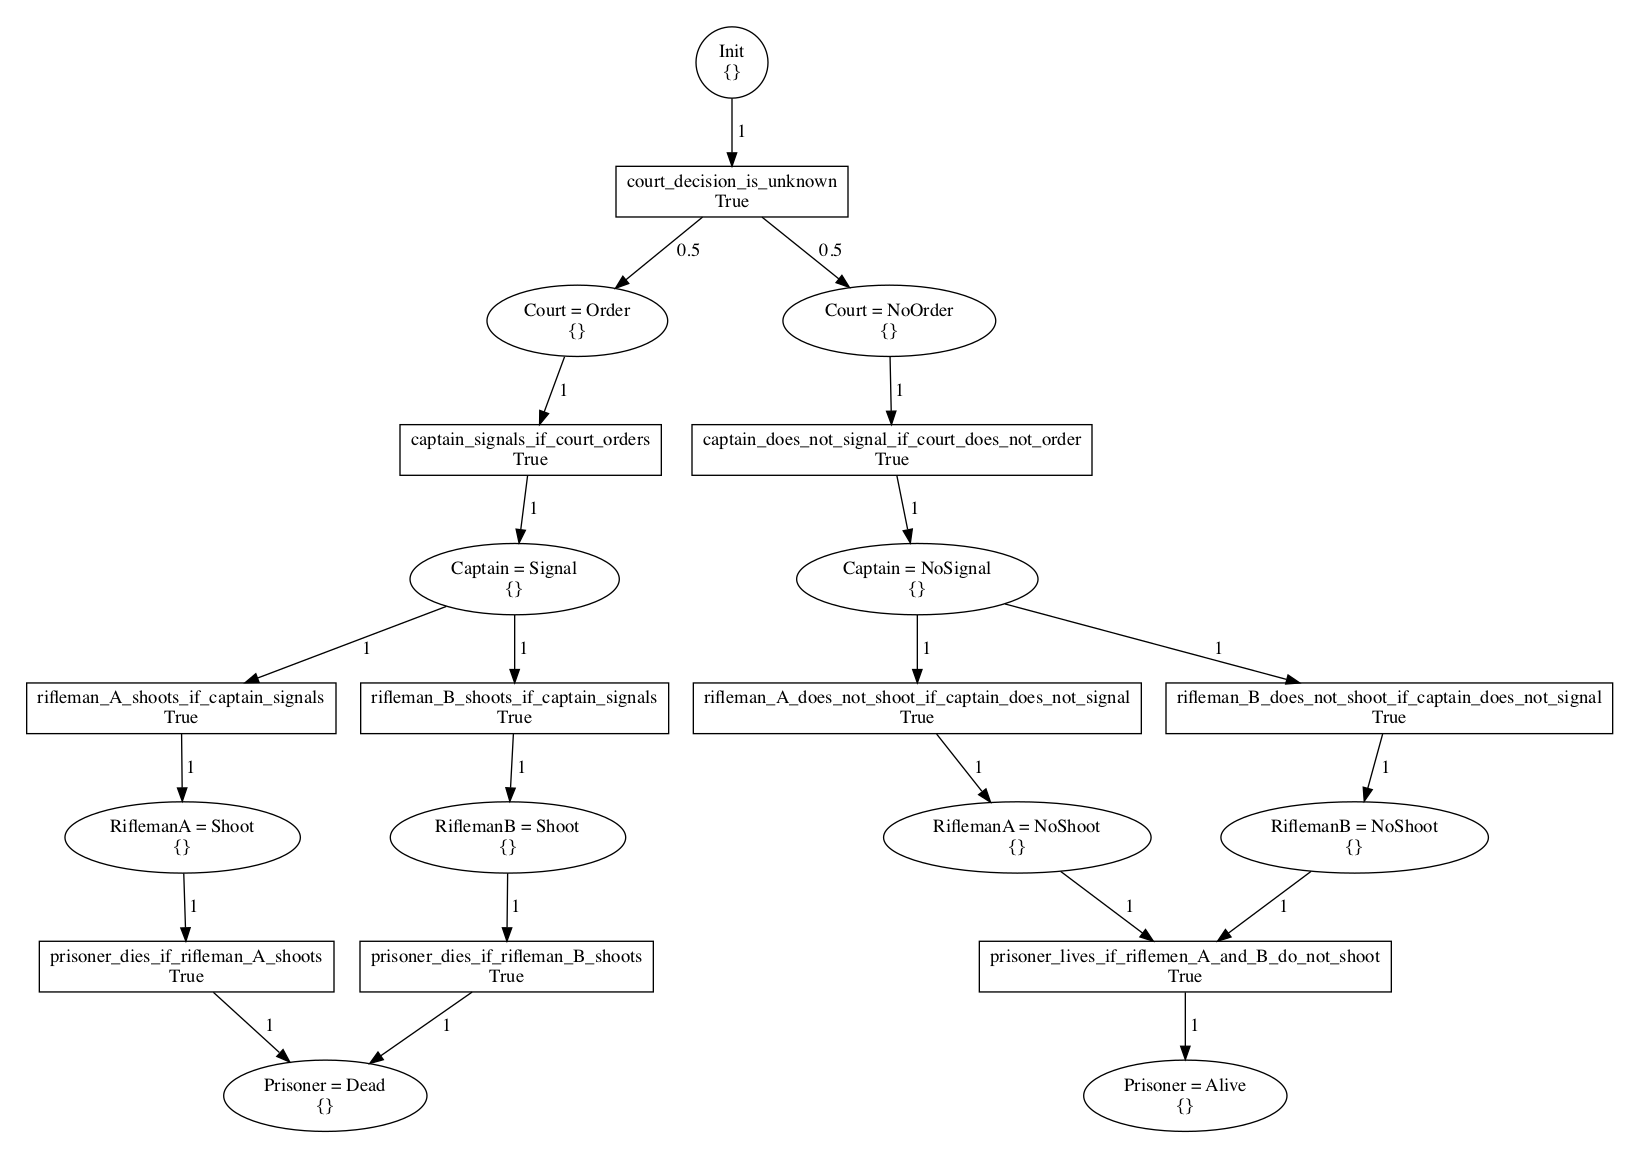 Init
{}
1
court_decision_is_unknown
True
0.5
0.5
Court = Order
{}
Court = NoOrder
{}
1
1
captain_signals_if_court_orders
True
captain_does_not_signal_if_court_does_not_order
True
1
1
Captain = Signal
{}
Captain = NoSignal
{}
1
1
1
1
rifleman_A_shoots_if_captain_signals
True
rifleman_B_shoots_if_captain_signals
True
rifleman_A_does_not_shoot_if_captain_does_not_signal
True
rifleman_B_does_not_shoot_if_captain_does_not_signal
True
1
1
1
1
RiflemanA = Shoot
{}
RiflemanB = Shoot
{}
RiflemanA = NoShoot
{}
RiflemanB = NoShoot
{}
1
1
1
1
prisoner_dies_if_rifleman_A_shoots
True
prisoner_dies_if_rifleman_B_shoots
True
prisoner_lives_if_riflemen_A_and_B_do_not_shoot
True
1
1
1
Prisoner = Dead
{}
Prisoner = Alive
{}